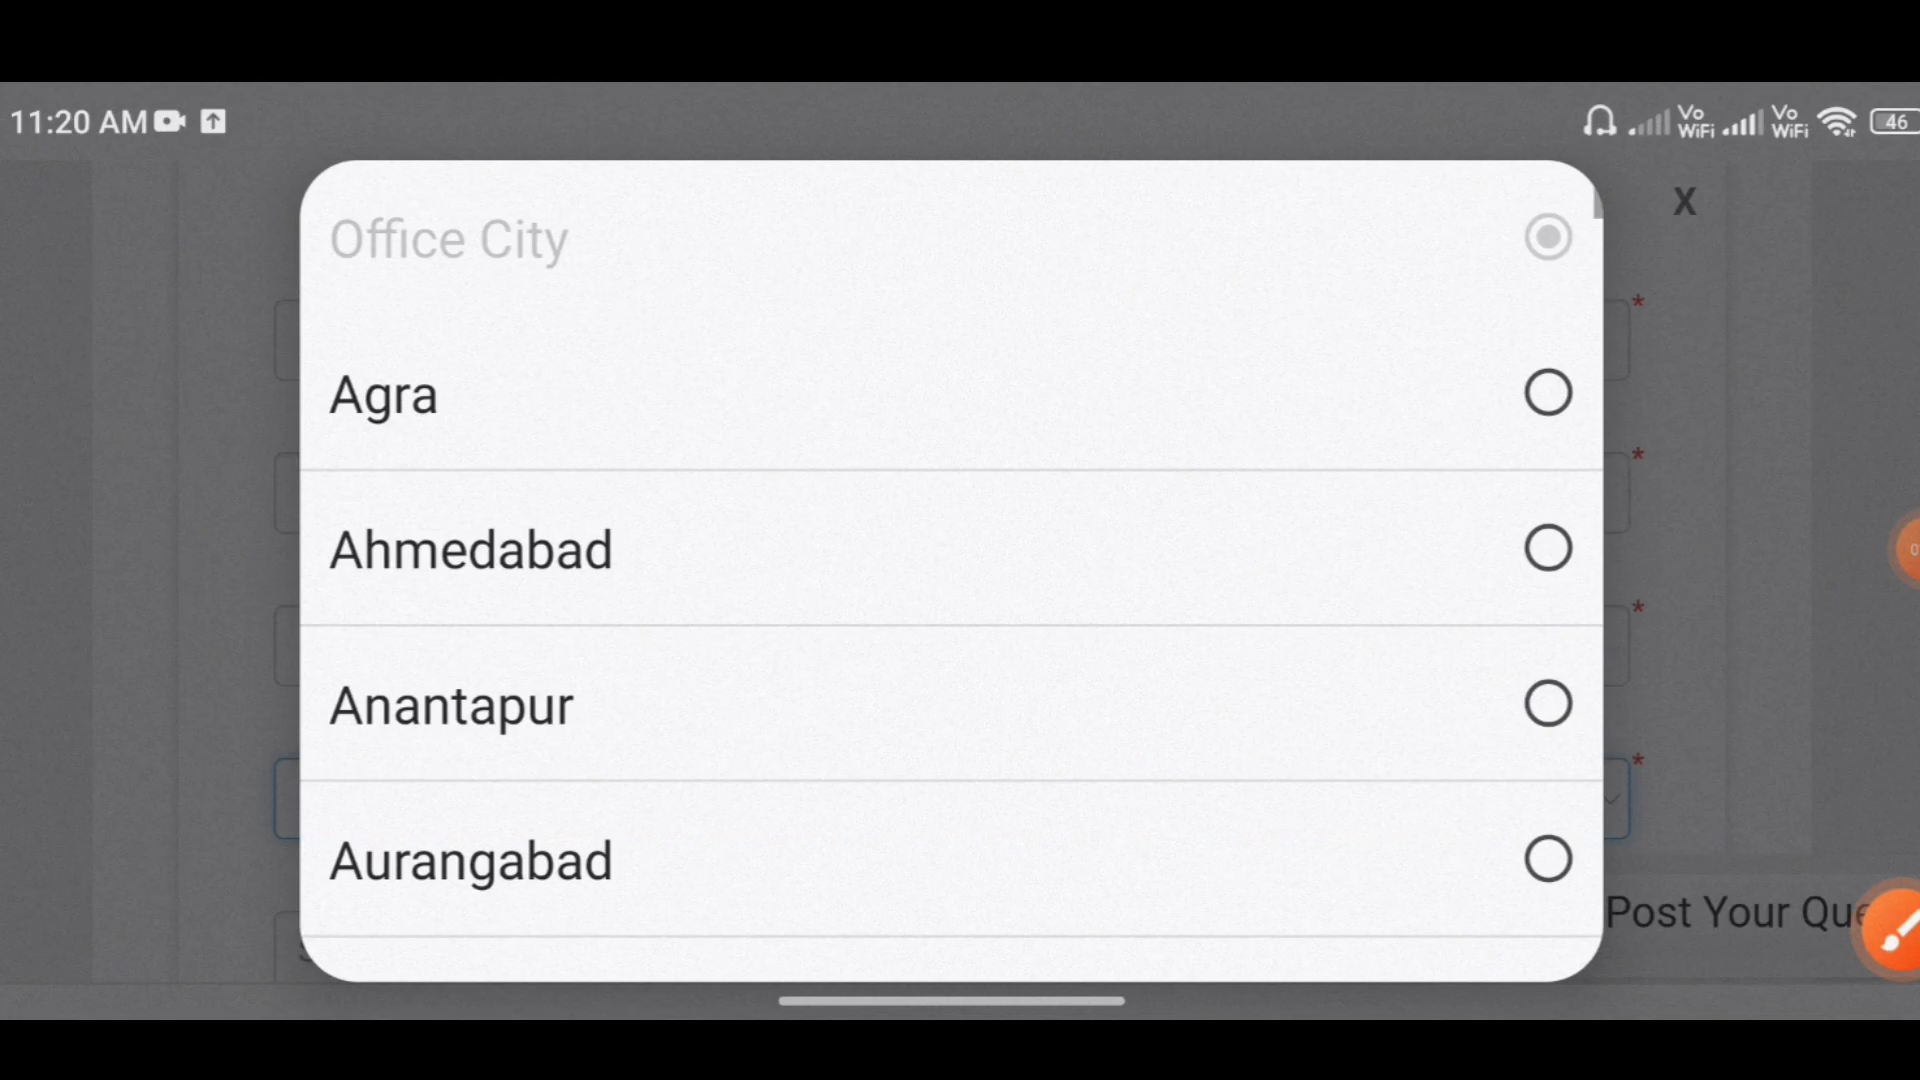 11:20 AM
Vo WiFi Vo WiFi 46
X
Office City
*
Agra
*
Ahmedabad
*
Anantapur
*
Aurangabad
Post Your Que